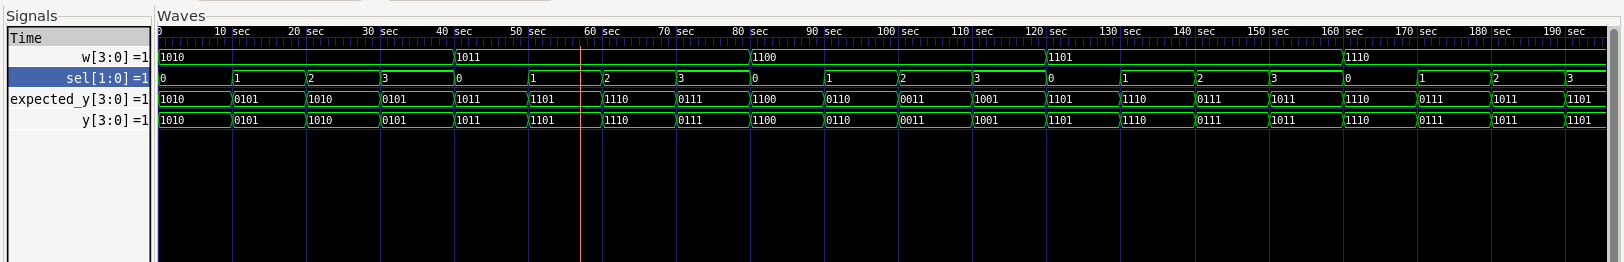 Signals Waves
Time 0 10 sec 20 sec 30 sec 40 sec 50 sec 60 sec 70 sec 80 sec 90 sec 100 sec 110 sec 120 sec 130 sec 140 sec 150 sec 160 sec 170 sec 180 sec 190 sec
w[3:0] =1 1010 1011 1100 1101 1110
sel[1:0] =1 0 1 2 3 0 1 2 3 0 1 2 3 0 1 2 3 0 1 2 3
expected_y[3:0] =1 1010 0101 1010 0101 1011 1101 1110 0111 1100 0110 0011 1001 1101 1110 0111 1011 1110 0111 1011 1101
y[3:0] =1 1010 0101 1010 0101 1011 1101 1110 0111 1100 0110 0011 1001 1101 1110 0111 1011 1110 0111 1011 1101